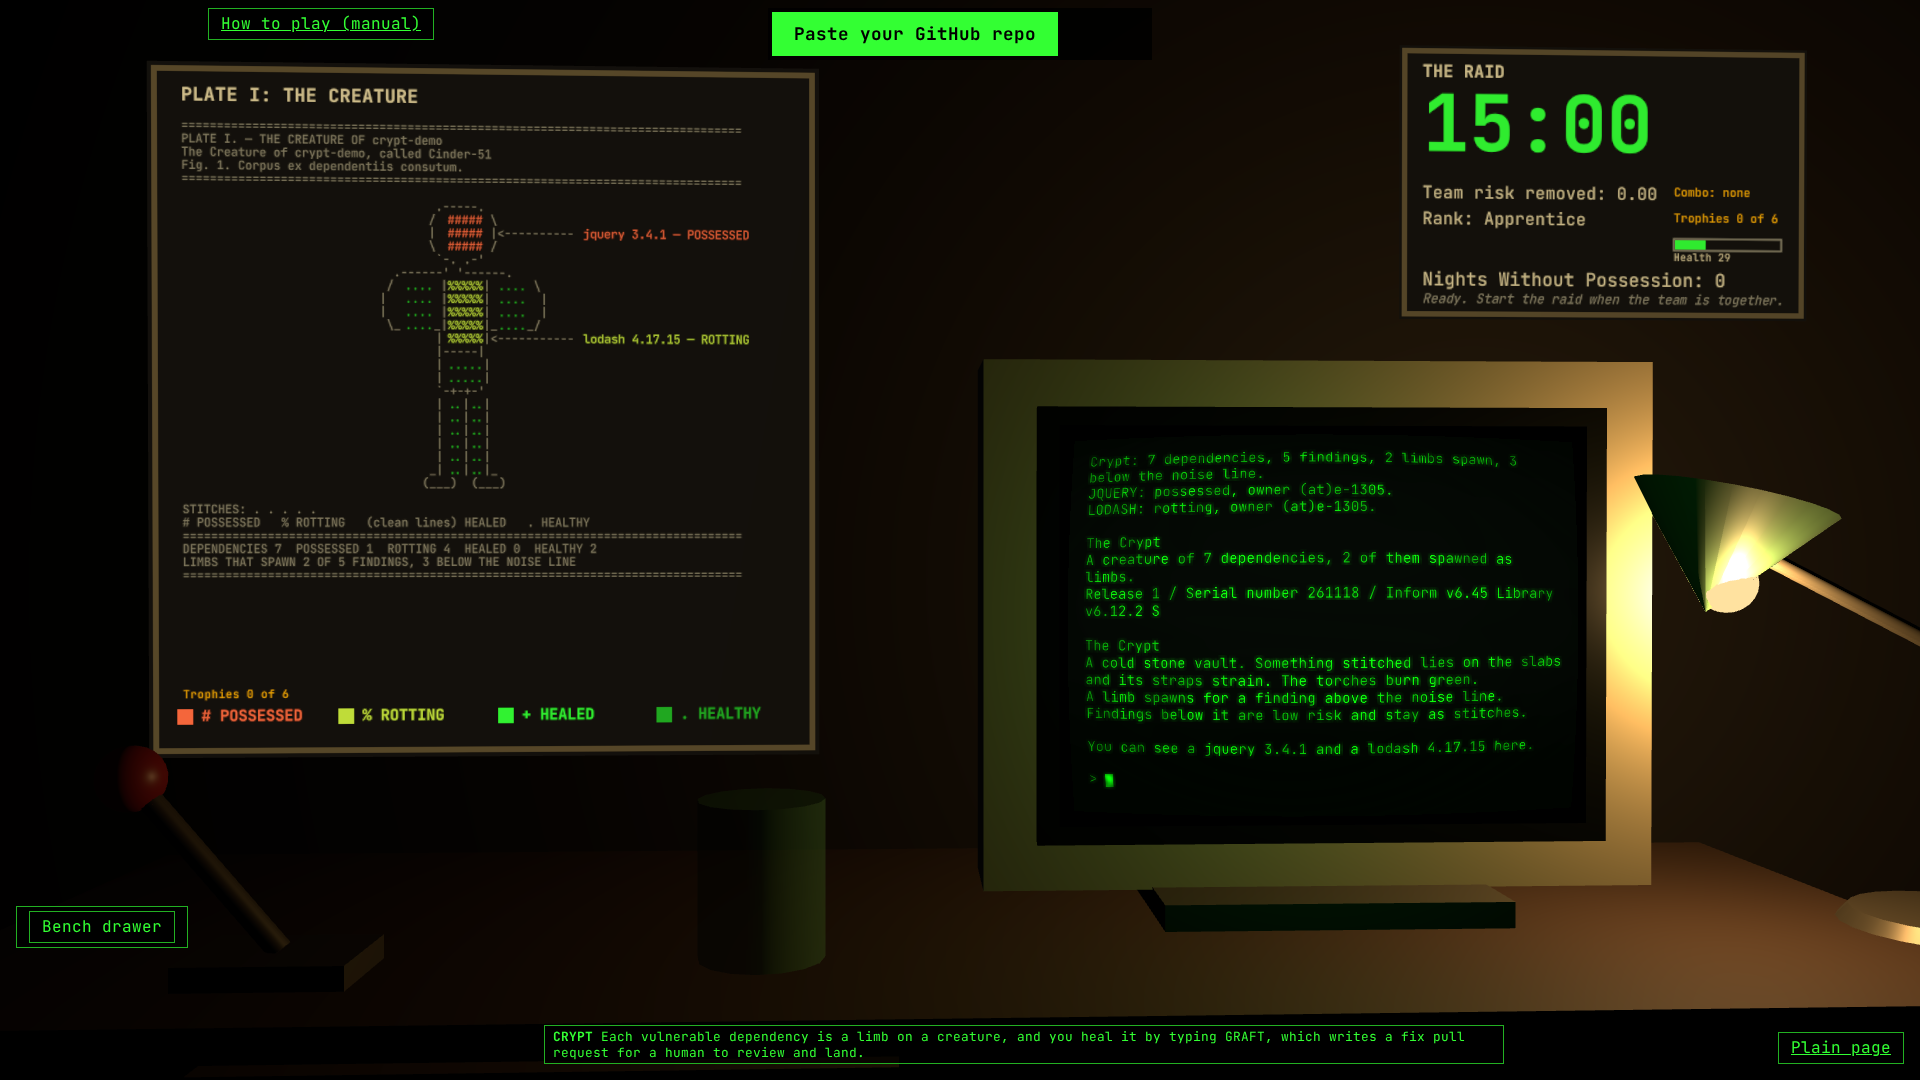 How to play (manual)
Paste your GitHub repo
PLATE I: THE CREATURE
PLATE I. — THE CREATURE OF crypt-demo
The Creature of crypt-demo, called Cinder-51
Fig. 1. Corpus ex dependentiis consutum.
jquery 3.4.1 — POSSESSED
lodash 4.17.15 — ROTTING
STITCHES: . . . . .
# POSSESSED % ROTTING (clean lines) HEALED . HEALTHY
DEPENDENCIES 7 POSSESSED 1 ROTTING 4 HEALED 0 HEALTHY 2
LIMBS THAT SPAWN 2 OF 5 FINDINGS, 3 BELOW THE NOISE LINE
Trophies 0 of 6
# POSSESSED % ROTTING + HEALED . HEALTHY
THE RAID
15:00
Team risk removed: 0.00 Combo: none
Rank: Apprentice Trophies 0 of 6
Health 29
Nights Without Possession: 0
Ready. Start the raid when the team is together.
Crypt: 7 dependencies, 5 findings, 2 limbs spawn, 3
below the noise line.
JQUERY: possessed, owner (at)e-1305.
LODASH: rotting, owner (at)e-1305.
The Crypt
A creature of 7 dependencies, 2 of them spawned as
limbs.
Release 1 / Serial number 261118 / Inform v6.45 Library
v6.12.2 S
The Crypt
A cold stone vault. Something stitched lies on the slabs
and its straps strain. The torches burn green.
A limb spawns for a finding above the noise line.
Findings below it are low risk and stay as stitches.
You can see a jquery 3.4.1 and a lodash 4.17.15 here.
>
Bench drawer
CRYPT Each vulnerable dependency is a limb on a creature, and you heal it by typing GRAFT, which writes a fix pull
request for a human to review and land.
Plain page